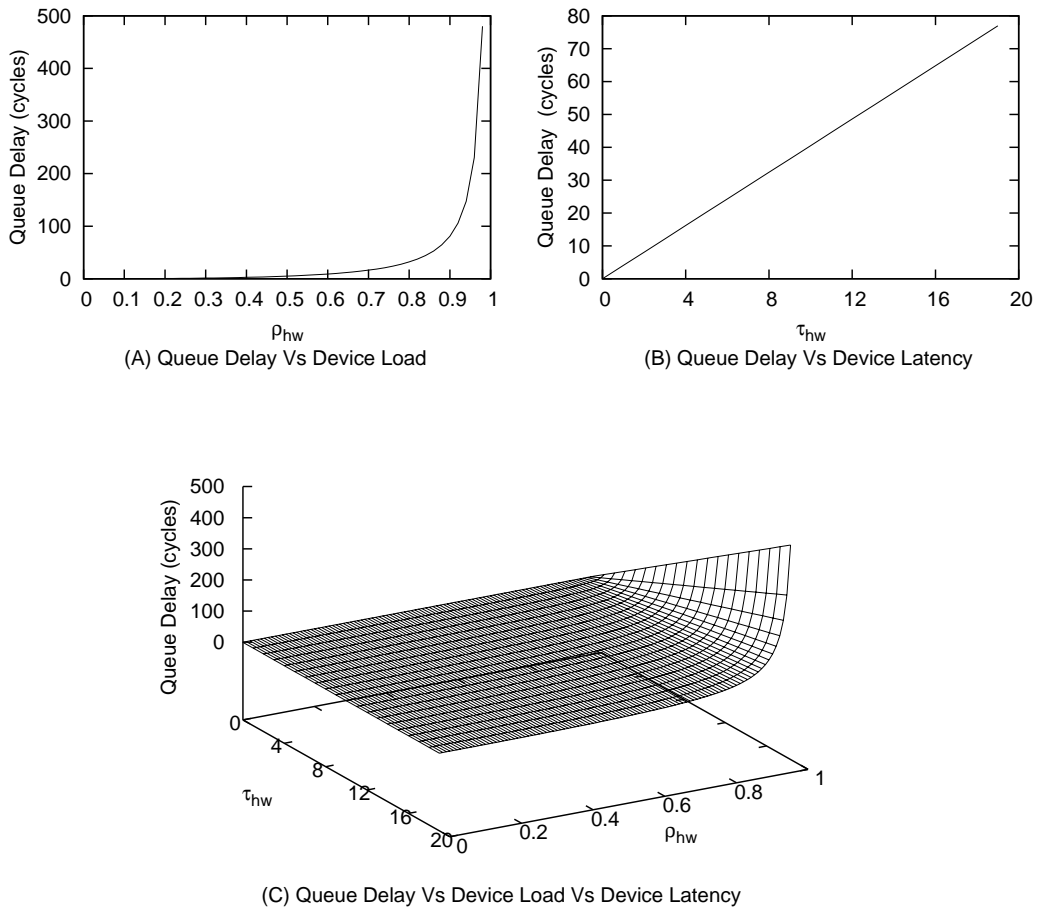 500
400
300
200
100
0
Queue Delay (cycles)
0 0.1 0.2 0.3 0.4 0.5 0.6 0.7 0.8 0.9 1
ρhw
(A) Queue Delay Vs Device Load
80
70
60
50
40
30
20
10
0
Queue Delay (cycles)
0 4 8 12 16 20
τhw
(B) Queue Delay Vs Device Latency
500
400
300
200
100
0
Queue Delay (cycles)
0
4
8
12
16
20
τhw
0 0.2 0.4 0.6 0.8 1
ρhw
(C) Queue Delay Vs Device Load Vs Device Latency